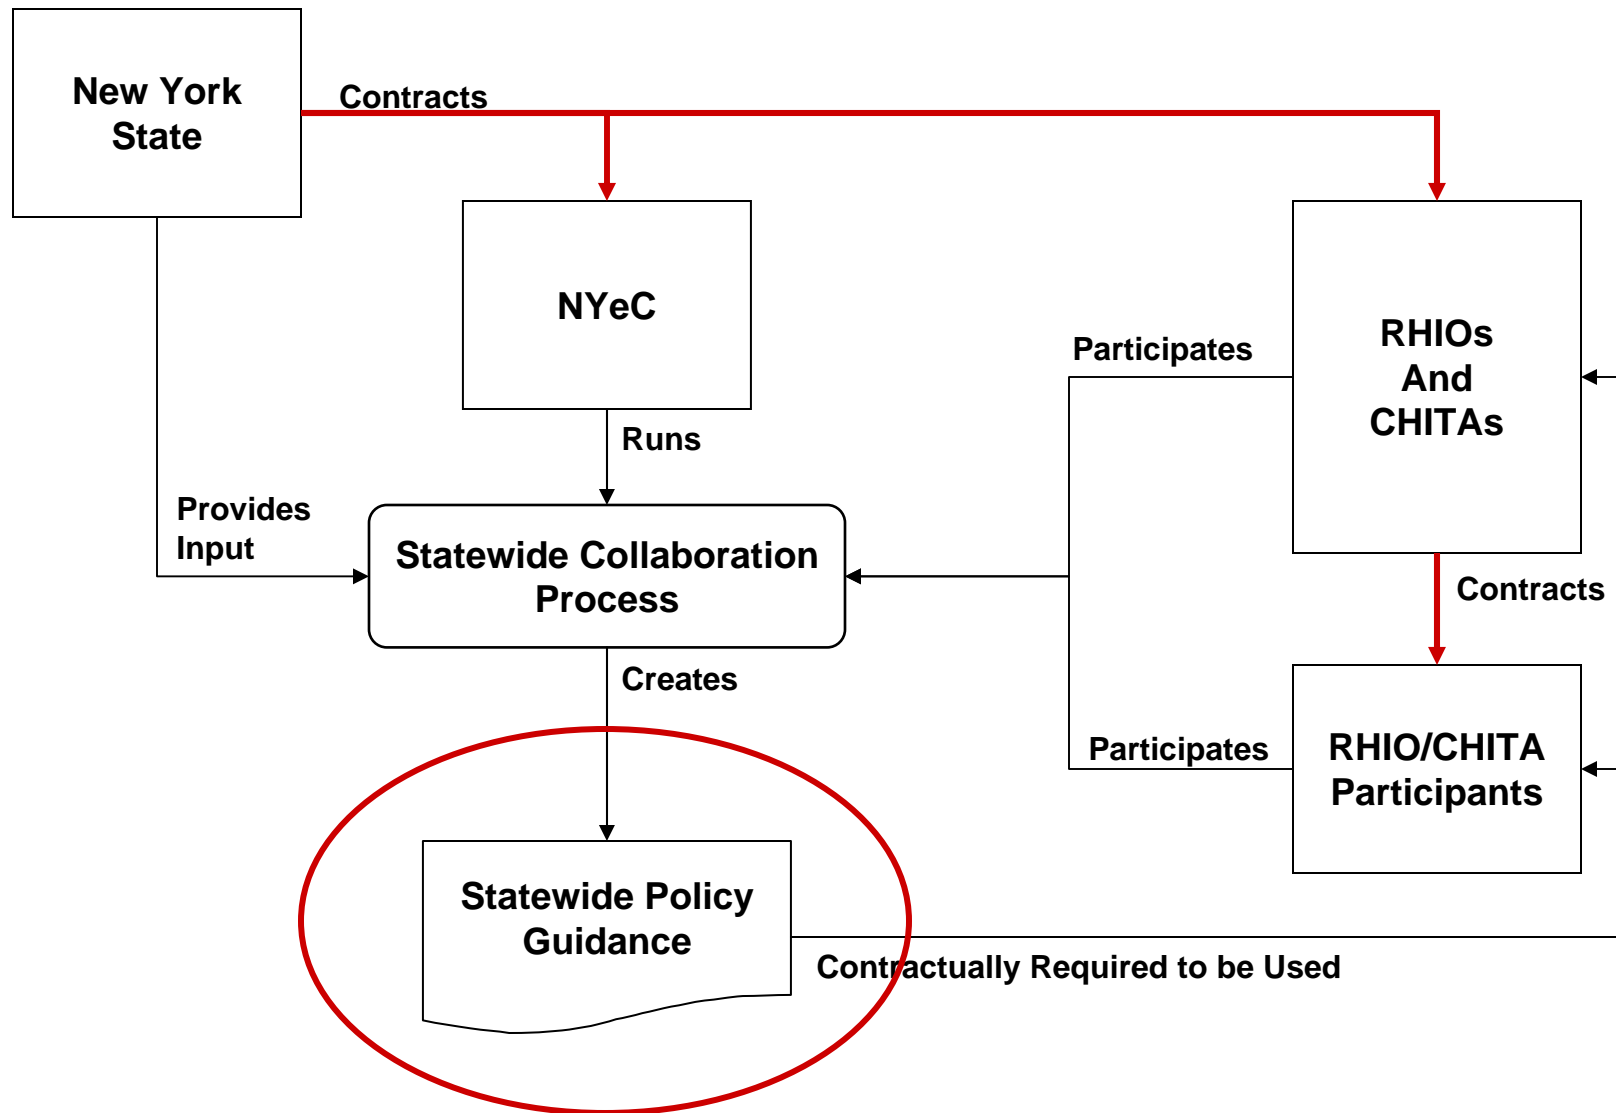 New York
State
Contracts
NYeC
RHIOs
And
CHITAs
Participates
Runs
Provides
Input
Statewide Collaboration
Process
Contracts
Creates
Participates
RHIO/CHITA
Participants
Statewide Policy
Guidance
Contractually Required to be Used